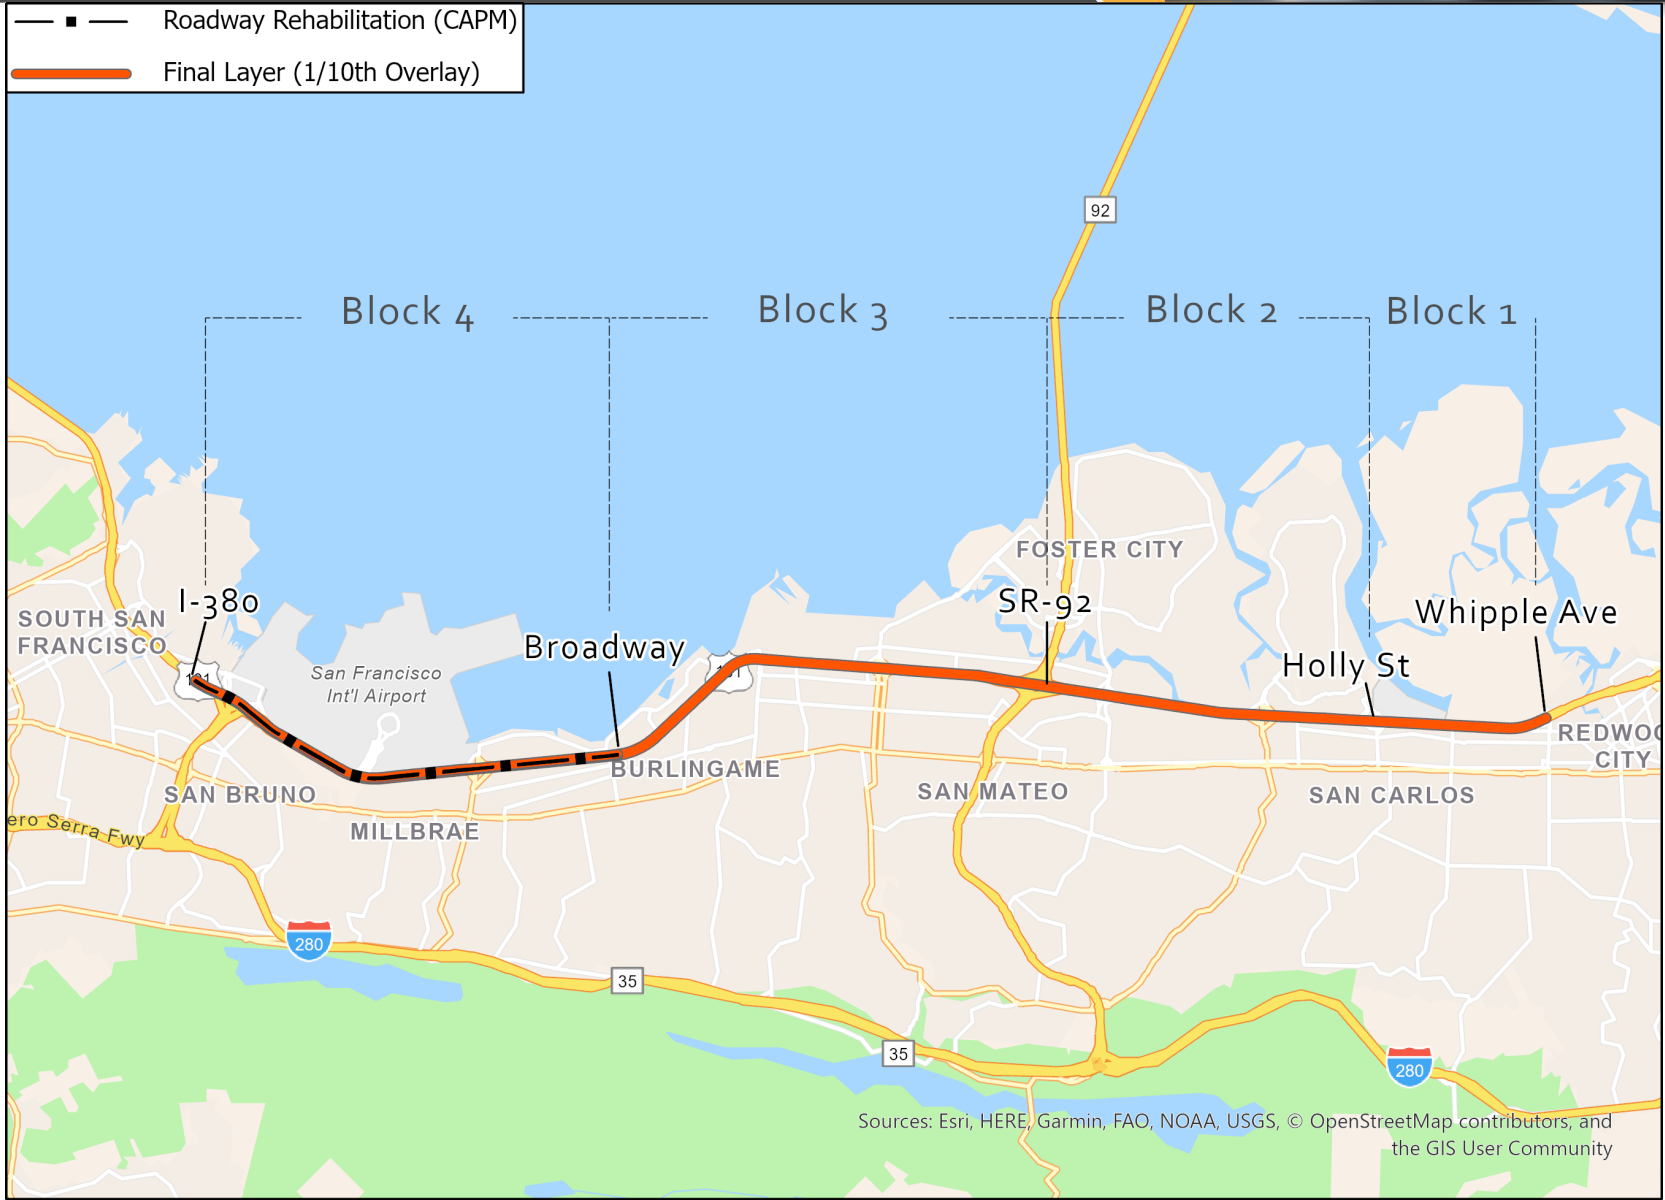 Roadway Rehabilitation (CAPM)
Final Layer (1/10th Overlay)
92
Block 4
Block 3
Block 2
Block 1
FOSTER CITY
I-380
SR-92
Whipple Ave
SOUTH SAN
FRANCISCO
Broadway
Holly St
San Francisco
Int'l Airport
REDWOO
CITY
BURLINGAME
SAN BRUNO
SAN MATEO
SAN CARLOS
ero Serra Fwy
MILLBRAE
280
35
35
280
Sources: Esri, HERE, Garmin, FAO, NOAA, USGS, © OpenStreetMap contributors, and
the GIS User Community